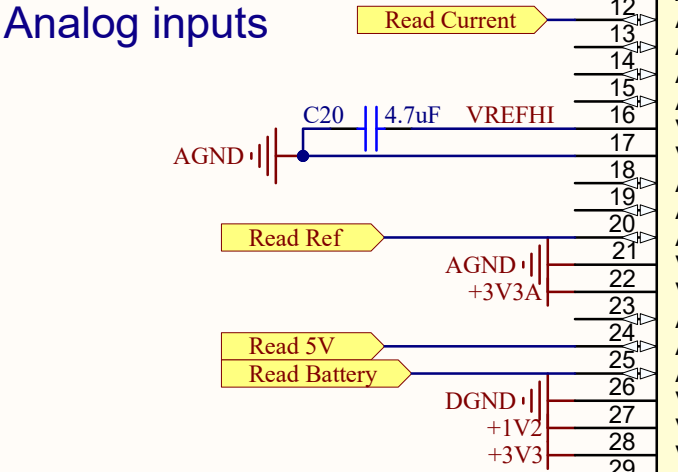 Analog inputs
Read Current
12
13
14
15
C20 4.7uF VREFHI 16
AGND 17
18
19
Read Ref 20
AGND 21
+3V3A 22
23
Read 5V 24
Read Battery 25
DGND 26
+1V2 27
+3V3 28
29